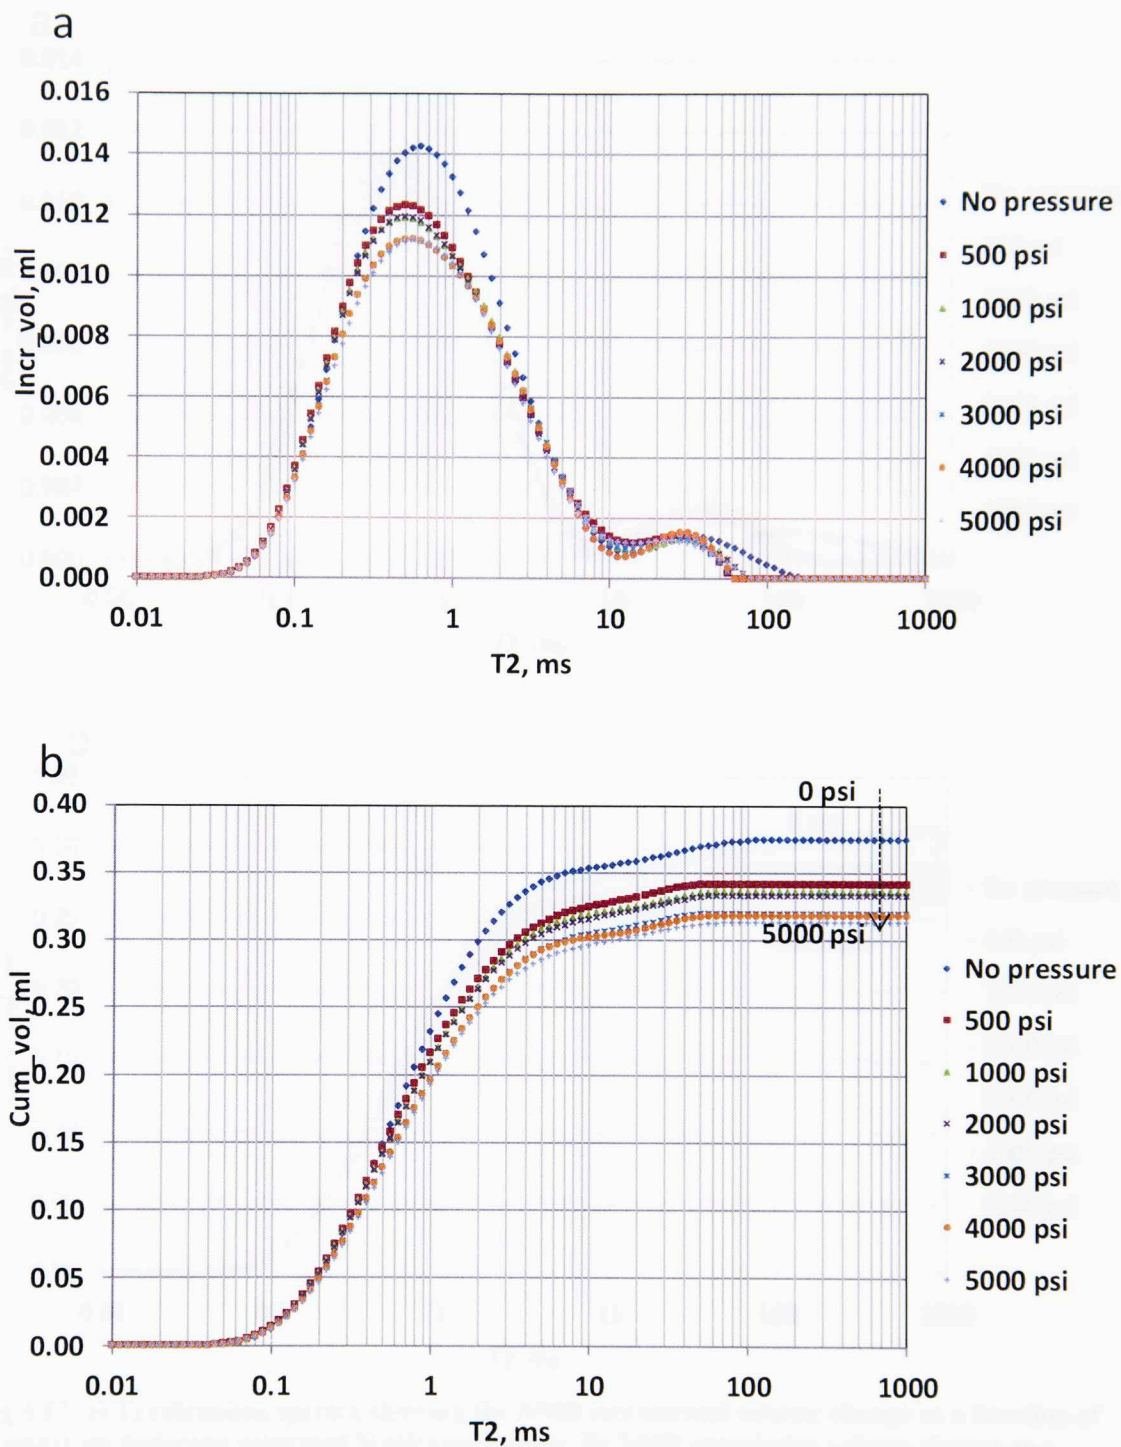 a
0.016
0.014
0.012
0.010
0.008
0.006
0.004
0.002
0.000
Incr_vol,ml
0.01 0.1 1 10 100 1000
T2, ms
No pressure
500 psi
1000 psi
2000 psi
3000 psi
4000 psi
5000 psi
b
0.40
0.35
0.30
0.25
0.20
0.15
0.10
0.05
0.00
Cum_vol,ml
0 psi
5000 psi
0.01 0.1 1 10 100 1000
T2, ms
No pressure
500 psi
1000 psi
2000 psi
3000 psi
4000 psi
5000 psi